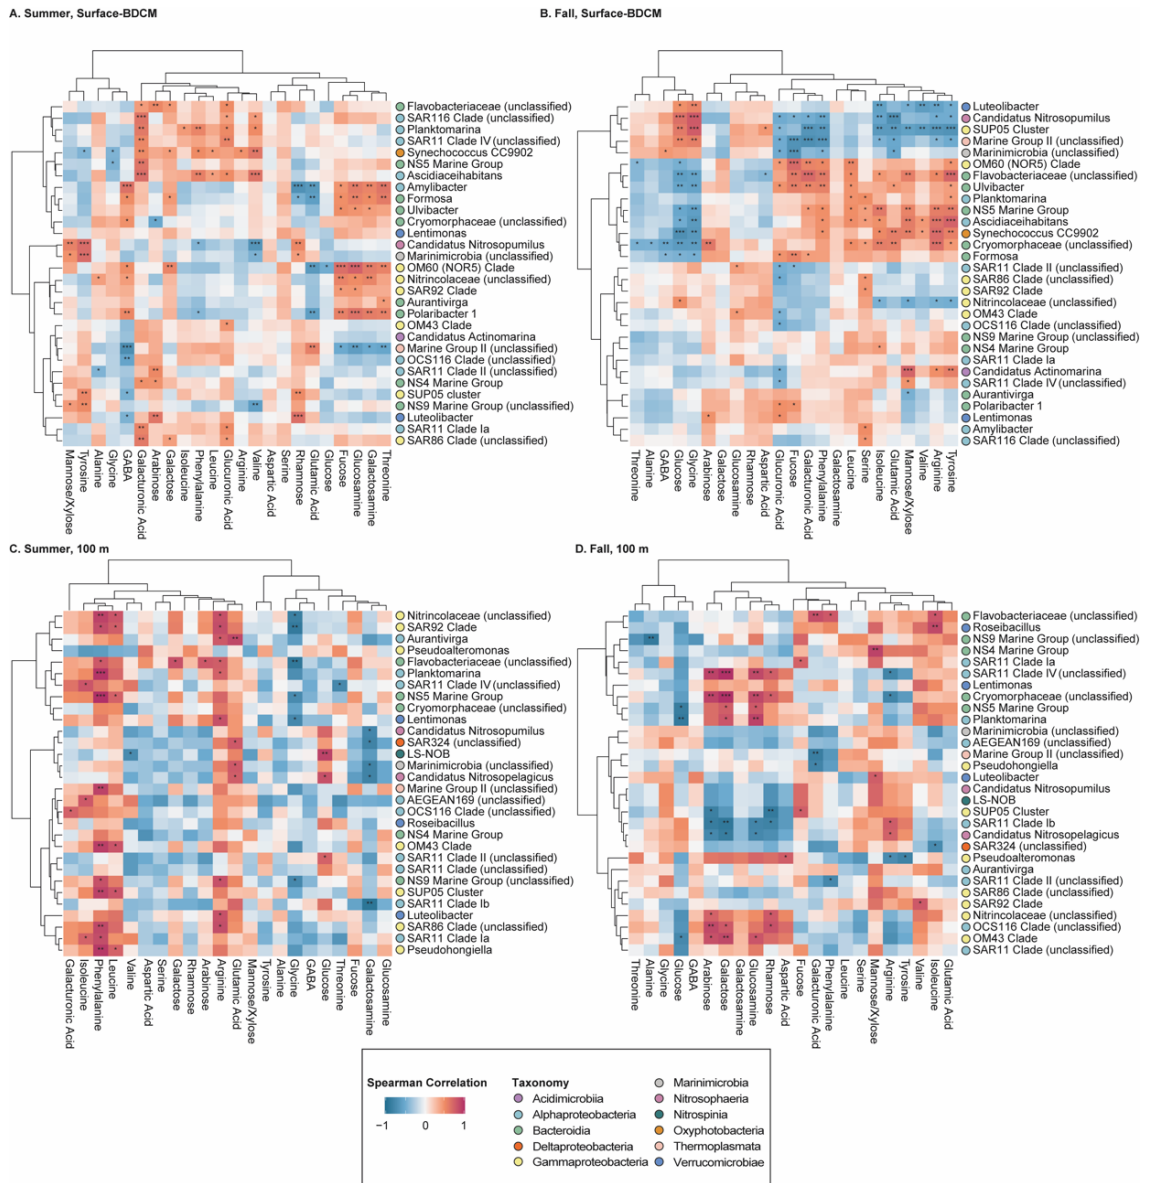 A. Summer, Surface-BDCM
Flavobacteriaceae (unclassified)
SAR116 Clade (unclassified)
Planktomarina
SAR11 Clade IV (unclassified)
Synechococcus CC9902
NS5 Marine Group
Ascidiaceihabitans
Amylibacter
Formosa
Ulvibacter
Cryomorphaceae (unclassified)
Lentimonas
Candidatus Nitrosopumilus
Marinimicrobia (unclassified)
OM60 (NOR5) Clade
Nitrincolaceae (unclassified)
SAR92 Clade
Aurantivirga
Polaribacter 1
OM43 Clade
Candidatus Actinomarina
Marine Group II (unclassified)
OCS116 Clade (unclassified)
SAR11 Clade II (unclassified)
NS4 Marine Group
SUP05 cluster
NS9 Marine Group (unclassified)
Luteolibacter
SAR11 Clade Ia
SAR86 Clade (unclassified)
Mannose/Xylose
Tyrosine
Alanine
Glycine
GABA
Galacturonic Acid
Arabinose
Galactose
Isoleucine
Phenylalanine
Leucine
Glucuronic Acid
Arginine
Valine
Aspartic Acid
Serine
Rhamnose
Glutamic Acid
Glucose
Fucose
Glucosamine
Galactosamine
Threonine
B. Fall, Surface-BDCM
Luteolibacter
Candidatus Nitrosopumilus
SUP05 Cluster
Marine Group II (unclassified)
Marinimicrobia (unclassified)
OM60 (NOR5) Clade
Flavobacteriaceae (unclassified)
Ulvibacter
Planktomarina
NS5 Marine Group
Ascidiaceihabitans
Synechococcus CC9902
Cryomorphaceae (unclassified)
Formosa
SAR11 Clade II (unclassified)
SAR86 Clade (unclassified)
SAR92 Clade
Nitrincolaceae (unclassified)
OM43 Clade
OCS116 Clade (unclassified)
NS9 Marine Group (unclassified)
NS4 Marine Group
SAR11 Clade Ia
Candidatus Actinomarina
SAR11 Clade IV (unclassified)
Aurantivirga
Polaribacter 1
Lentimonas
Amylibacter
SAR116 Clade (unclassified)
Threonine
Alanine
GABA
Glucose
Glycine
Arabinose
Galactose
Glucosamine
Rhamnose
Aspartic Acid
Glucuronic Acid
Fucose
Galacturonic Acid
Phenylalanine
Galactosamine
Leucine
Serine
Isoleucine
Glutamic Acid
Mannose/Xylose
Valine
Arginine
Tyrosine
C. Summer, 100 m
Nitrincolaceae (unclassified)
SAR92 Clade
Aurantivirga
Pseudoalteromonas
Flavobacteriaceae (unclassified)
Planktomarina
SAR11 Clade IV (unclassified)
NS5 Marine Group
Cryomorphaceae (unclassified)
Lentimonas
Candidatus Nitrosopumilus
SAR324 (unclassified)
LS-NOB
Marinimicrobia (unclassified)
Candidatus Nitrosopelagicus
Marine Group II (unclassified)
AEGEAN169 (unclassified)
OCS116 Clade (unclassified)
Roseibacillus
NS4 Marine Group
OM43 Clade
SAR11 Clade II (unclassified)
SAR11 Clade (unclassified)
NS9 Marine Group (unclassified)
SUP05 Cluster
SAR11 Clade Ib
Luteolibacter
SAR86 Clade (unclassified)
SAR11 Clade Ia
Pseudohongiella
Galacturonic Acid
Isoleucine
Phenylalanine
Leucine
Valine
Aspartic Acid
Serine
Galactose
Rhamnose
Arabinose
Arginine
Glutamic Acid
Mannose/Xylose
Tyrosine
Alanine
Glycine
GABA
Glucose
Threonine
Fucose
Galactosamine
Glucosamine
D. Fall, 100 m
Flavobacteriaceae (unclassified)
Roseibacillus
NS9 Marine Group (unclassified)
NS4 Marine Group
SAR11 Clade Ia
SAR11 Clade IV (unclassified)
Lentimonas
Cryomorphaceae (unclassified)
NS5 Marine Group
Planktomarina
Marinimicrobia (unclassified)
AEGEAN169 (unclassified)
Marine Group II (unclassified)
Pseudohongiella
Luteolibacter
Candidatus Nitrosopumilus
LS-NOB
SUP05 Cluster
SAR11 Clade Ib
Candidatus Nitrosopelagicus
SAR324 (unclassified)
Pseudoalteromonas
Aurantivirga
SAR11 Clade II (unclassified)
SAR86 Clade (unclassified)
SAR92 Clade
Nitrincolaceae (unclassified)
OCS116 Clade (unclassified)
OM43 Clade
SAR11 Clade (unclassified)
Threonine
Alanine
Glycine
Glucose
GABA
Arabinose
Galactose
Galactosamine
Glucosamine
Rhamnose
Aspartic Acid
Fucose
Galacturonic Acid
Phenylalanine
Leucine
Serine
Mannose/Xylose
Arginine
Tyrosine
Valine
Isoleucine
Glutamic Acid
Spearman Correlation
−1 0 1
Taxonomy
Acidimicrobiia
Alphaproteobacteria
Bacteroidia
Deltaproteobacteria
Gammaproteobacteria
Marinimicrobia
Nitrosophaeria
Nitrospinia
Oxyphotobacteria
Thermoplasmata
Verrucomicrobiae